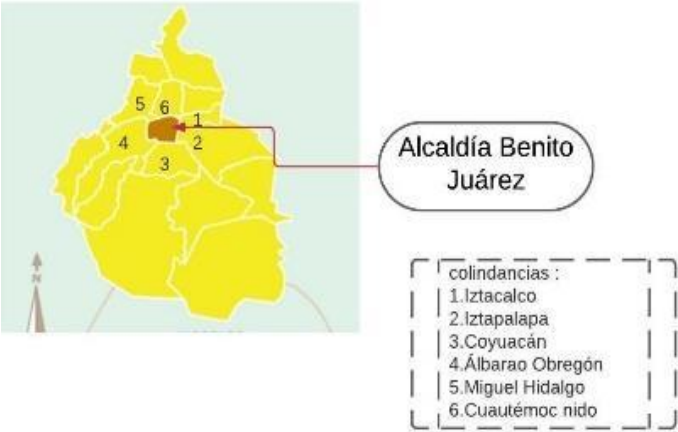 5 6
1
4 2
3
N
Alcaldía Benito
Juárez
colindancias :
1.Iztacalco
2.Iztapalapa
3.Coyuacán
4.Álbarao Obregón
5.Miguel Hidalgo
6.Cuautémoc nido